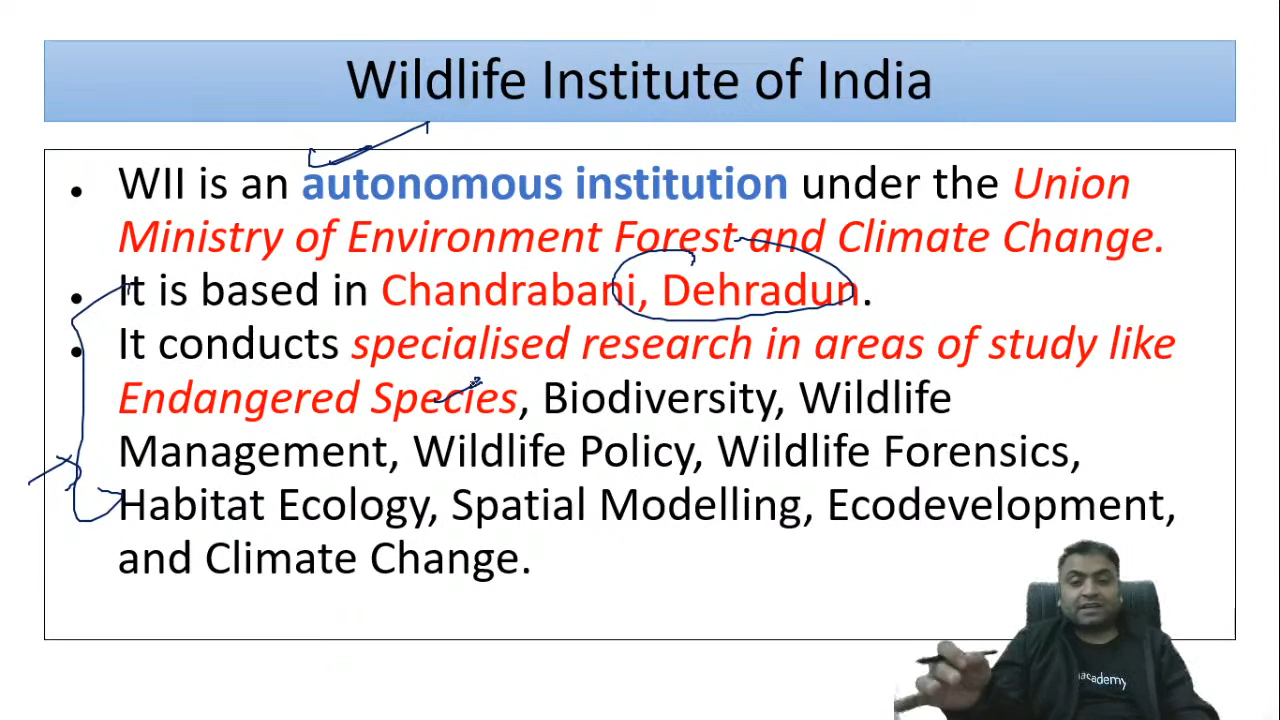 Wildlife Institute of India
• WII is an autonomous institution under the Union
Ministry of Environment Forest and Climate Change.
• It is based in Chandrabani, Dehradun.
• It conducts specialised research in areas of study like
Endangered Species, Biodiversity, Wildlife
Management, Wildlife Policy, Wildlife Forensics,
Habitat Ecology, Spatial Modelling, Ecodevelopment,
and Climate Change.